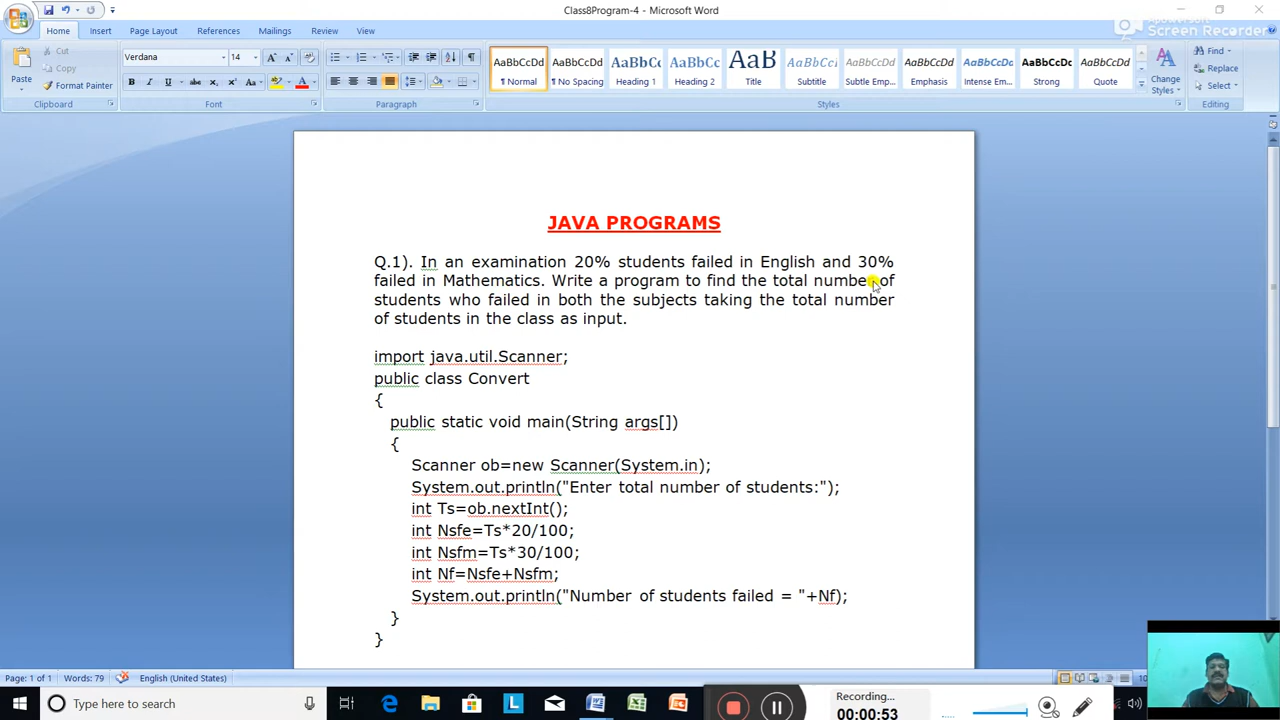 Class8Program-4 - Microsoft Word
Home Insert Page Layout References Mailings Review View
Apowersoft
Screen Recorder
Paste
Cut
Copy
Format Painter
Clipboard
Verdana 14
Font
Paragraph
AaBbCcDd AaBbCcDd AaBbCc AaBbCc AaB AaBbCcI AaBbCcDd AaBbCcDd AaBbCcDd AaBbCcDd AaBbCcDd
¶ Normal ¶ No Spacing Heading 1 Heading 2 Title Subtitle Subtle Emp... Emphasis Intense Em... Strong Quote
Styles
Change
Styles
Find
Replace
Select
Editing
JAVA PROGRAMS
Q.1). In an examination 20% students failed in English and 30%
failed in Mathematics. Write a program to find the total number of
students who failed in both the subjects taking the total number
of students in the class as input.
import java.util.Scanner;
public class Convert
{
public static void main(String args[])
{
Scanner ob=new Scanner(System.in);
System.out.println("Enter total number of students:");
int Ts=ob.nextInt();
int Nsfe=Ts*20/100;
int Nsfm=Ts*30/100;
int Nf=Nsfe+Nsfm;
System.out.println("Number of students failed = "+Nf);
}
}
Page: 1 of 1 Words: 79 English (United States)
Type here to search
Recording...
00:00:53